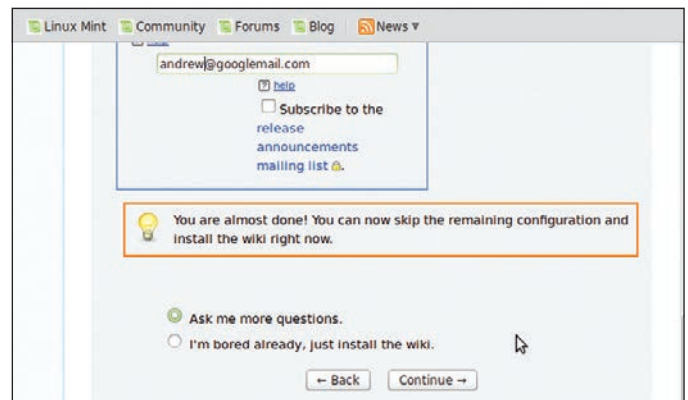 Linux Mint Community Forums Blog News
help
andrew@googlemail.com
? help
Subscribe to the
release
announcements
mailing list
You are almost done! You can now skip the remaining configuration and
install the wiki right now.
Ask me more questions.
I'm bored already, just install the wiki.
← Back Continue →